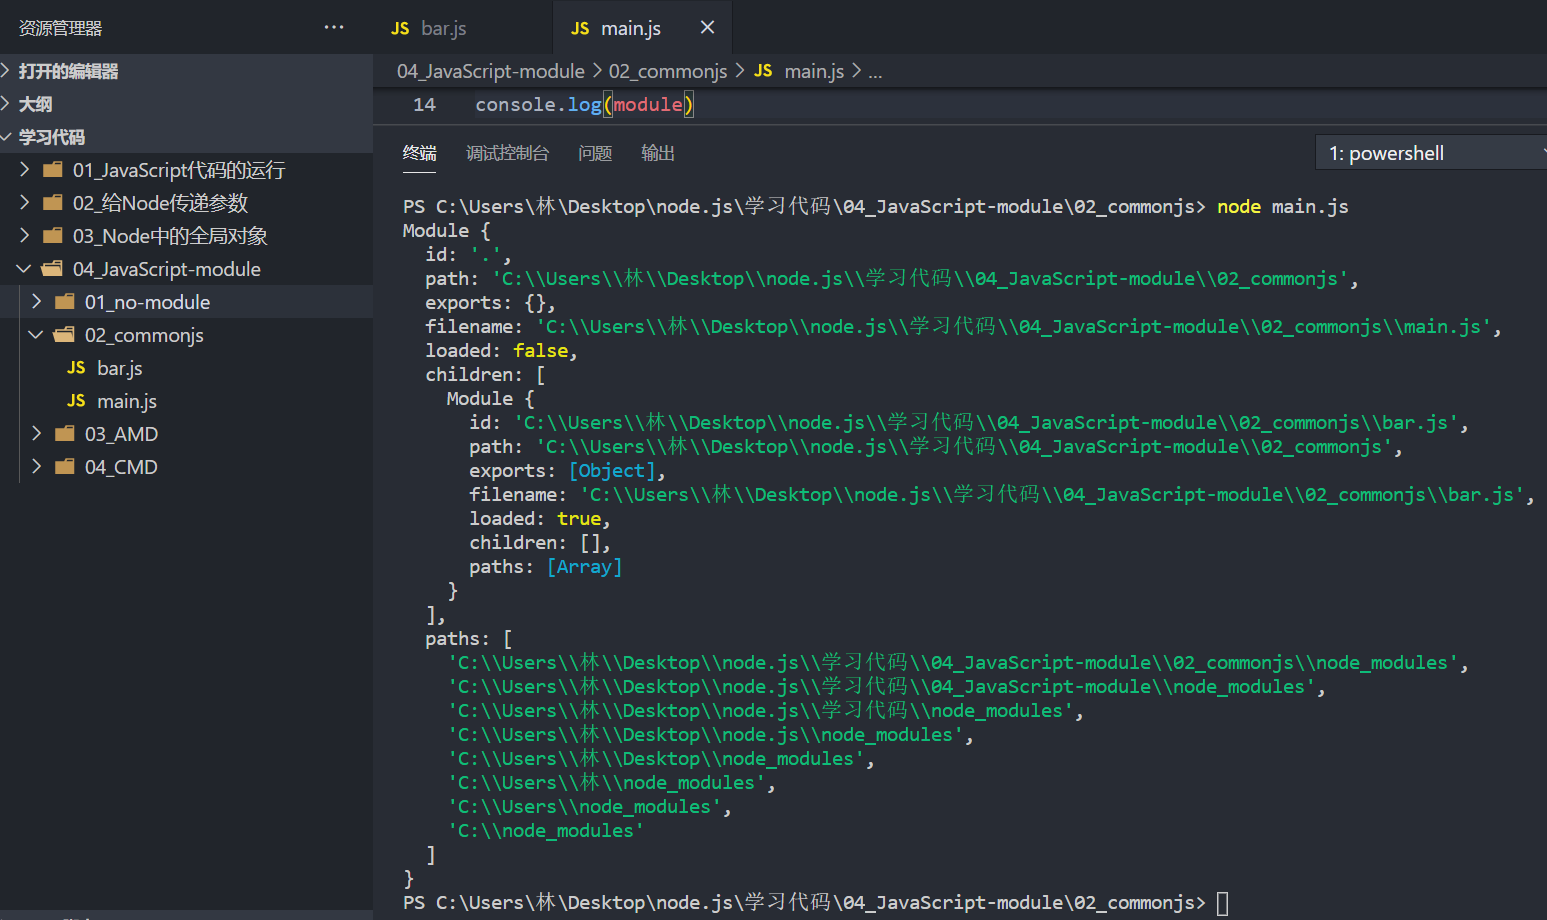 资源管理器 ···
打开的编辑器
大纲
学习代码
01_JavaScript代码的运行
02_给Node传递参数
03_Node中的全局对象
04_JavaScript-module
01_no-module
02_commonjs
JS bar.js
JS main.js
03_AMD
04_CMD
JS bar.js JS main.js
04_JavaScript-module > 02_commonjs > JS main.js > ...
14 console.log(module)
终端 调试控制台 问题 输出 1: powershell
PS C:\Users\林\Desktop\node.js\学习代码\04_JavaScript-module\02_commonjs> node main.js
Module {
  id: '.',
  path: 'C:\\Users\\林\\Desktop\\node.js\\学习代码\\04_JavaScript-module\\02_commonjs',
  exports: {},
  filename: 'C:\\Users\\林\\Desktop\\node.js\\学习代码\\04_JavaScript-module\\02_commonjs\\main.js',
  loaded: false,
  children: [
    Module {
      id: 'C:\\Users\\林\\Desktop\\node.js\\学习代码\\04_JavaScript-module\\02_commonjs\\bar.js',
      path: 'C:\\Users\\林\\Desktop\\node.js\\学习代码\\04_JavaScript-module\\02_commonjs',
      exports: [Object],
      filename: 'C:\\Users\\林\\Desktop\\node.js\\学习代码\\04_JavaScript-module\\02_commonjs\\bar.js',
      loaded: true,
      children: [],
      paths: [Array]
    }
  ],
  paths: [
    'C:\\Users\\林\\Desktop\\node.js\\学习代码\\04_JavaScript-module\\02_commonjs\\node_modules',
    'C:\\Users\\林\\Desktop\\node.js\\学习代码\\04_JavaScript-module\\node_modules',
    'C:\\Users\\林\\Desktop\\node.js\\学习代码\\node_modules',
    'C:\\Users\\林\\Desktop\\node.js\\node_modules',
    'C:\\Users\\林\\Desktop\\node_modules',
    'C:\\Users\\林\\node_modules',
    'C:\\Users\\node_modules',
    'C:\\node_modules'
  ]
}
PS C:\Users\林\Desktop\node.js\学习代码\04_JavaScript-module\02_commonjs>